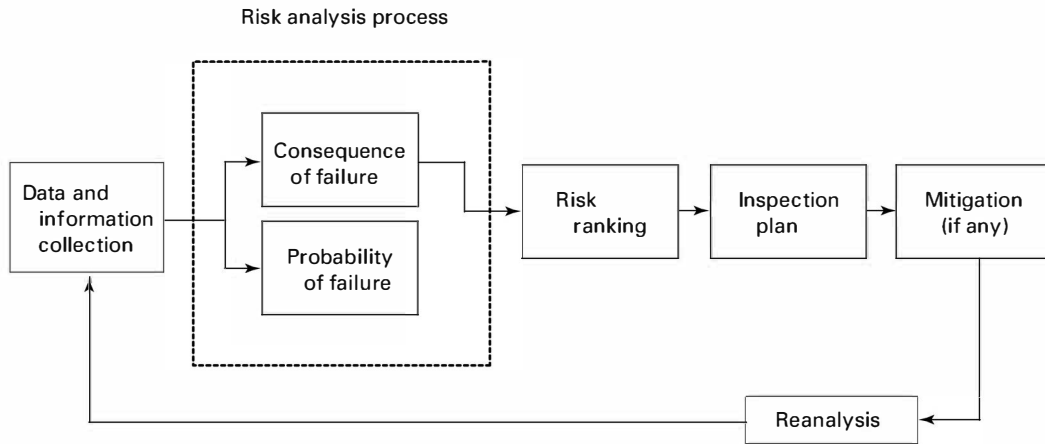 Risk analysis process
Consequence
of failure
Data and
information
collection
Probability
of failure
Risk
ranking
Inspection
plan
Mitigation
(if any)
Reanalysis